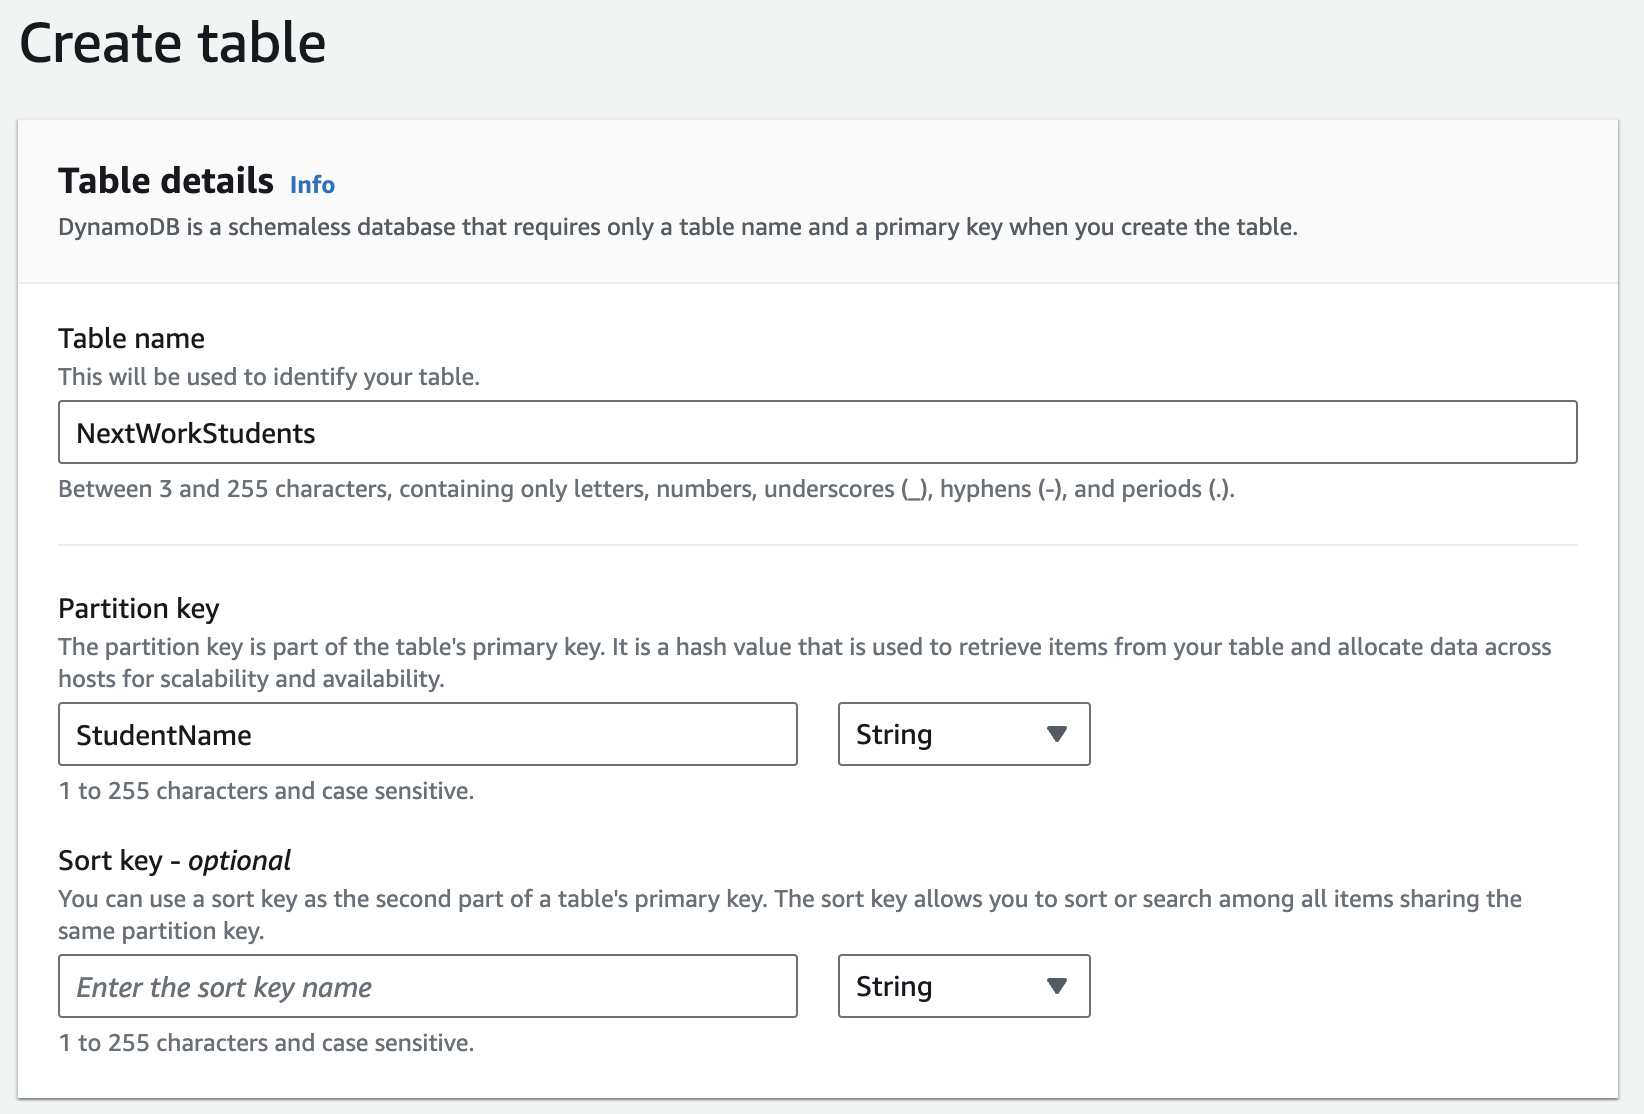 Create table
Table details Info
DynamoDB is a schemaless database that requires only a table name and a primary key when you create the table.
Table name
This will be used to identify your table.
NextWorkStudents
Between 3 and 255 characters, containing only letters, numbers, underscores (_), hyphens (-), and periods (.).
Partition key
The partition key is part of the table's primary key. It is a hash value that is used to retrieve items from your table and allocate data across
hosts for scalability and availability.
StudentName String
1 to 255 characters and case sensitive.
Sort key - optional
You can use a sort key as the second part of a table's primary key. The sort key allows you to sort or search among all items sharing the
same partition key.
Enter the sort key name String
1 to 255 characters and case sensitive.